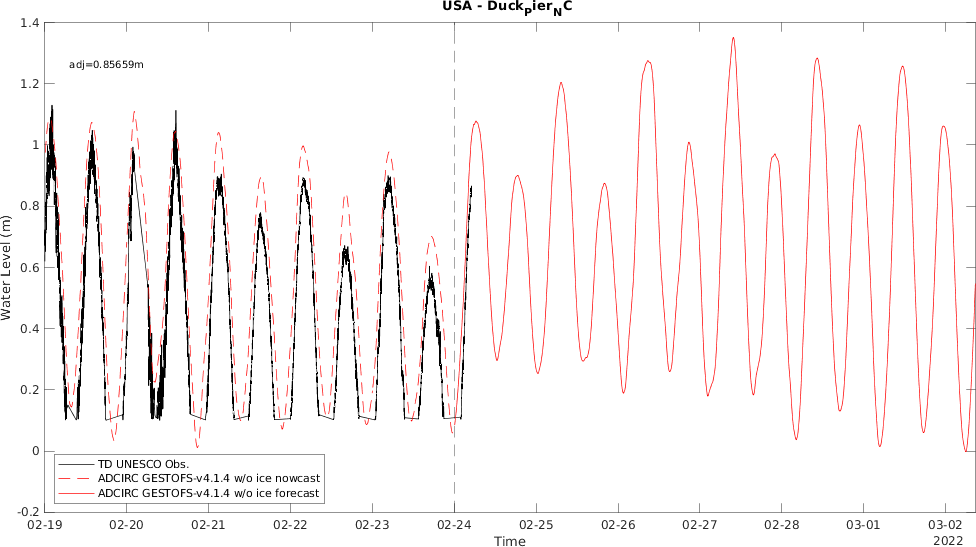 USA - Duck_Pier_NC
1.4
1.2
1
0.8
0.6
0.4
0.2
0
-0.2
Water Level (m)
adj=0.85659m
TD UNESCO Obs.
ADCIRC GESTOFS-v4.1.4 w/o ice nowcast
ADCIRC GESTOFS-v4.1.4 w/o ice forecast
02-19 02-20 02-21 02-22 02-23 02-24 02-25 02-26 02-27 02-28 03-01 03-02
Time
2022